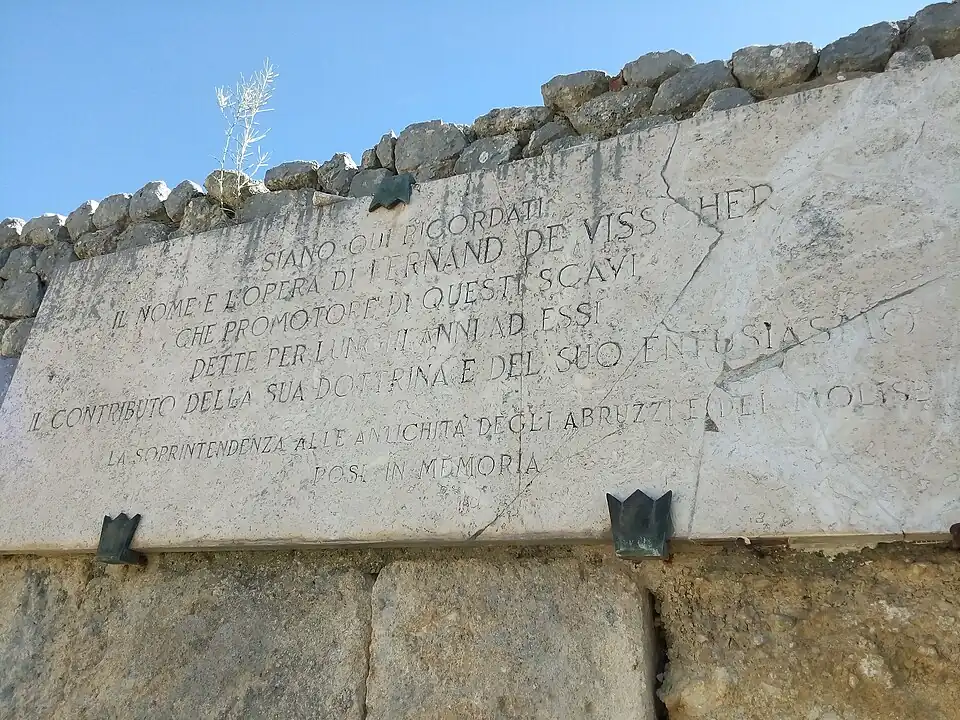 SIANO QUI RICORDATI
IL NOME E L'OPERA DI FERNAND DE VISSCHER
CHE PROMOTORE DI QUESTI SCAVI
DETTE PER LUNGHI ANNI AD ESSI
IL CONTRIBUTO DELLA SUA DOTTRINA E DEL SUO ENTUSIASMO
LA SOPRINTENDENZA ALLE ANTICHITÀ DEGLI ABRUZZI E DEL MOLISE
POSE IN MEMORIA